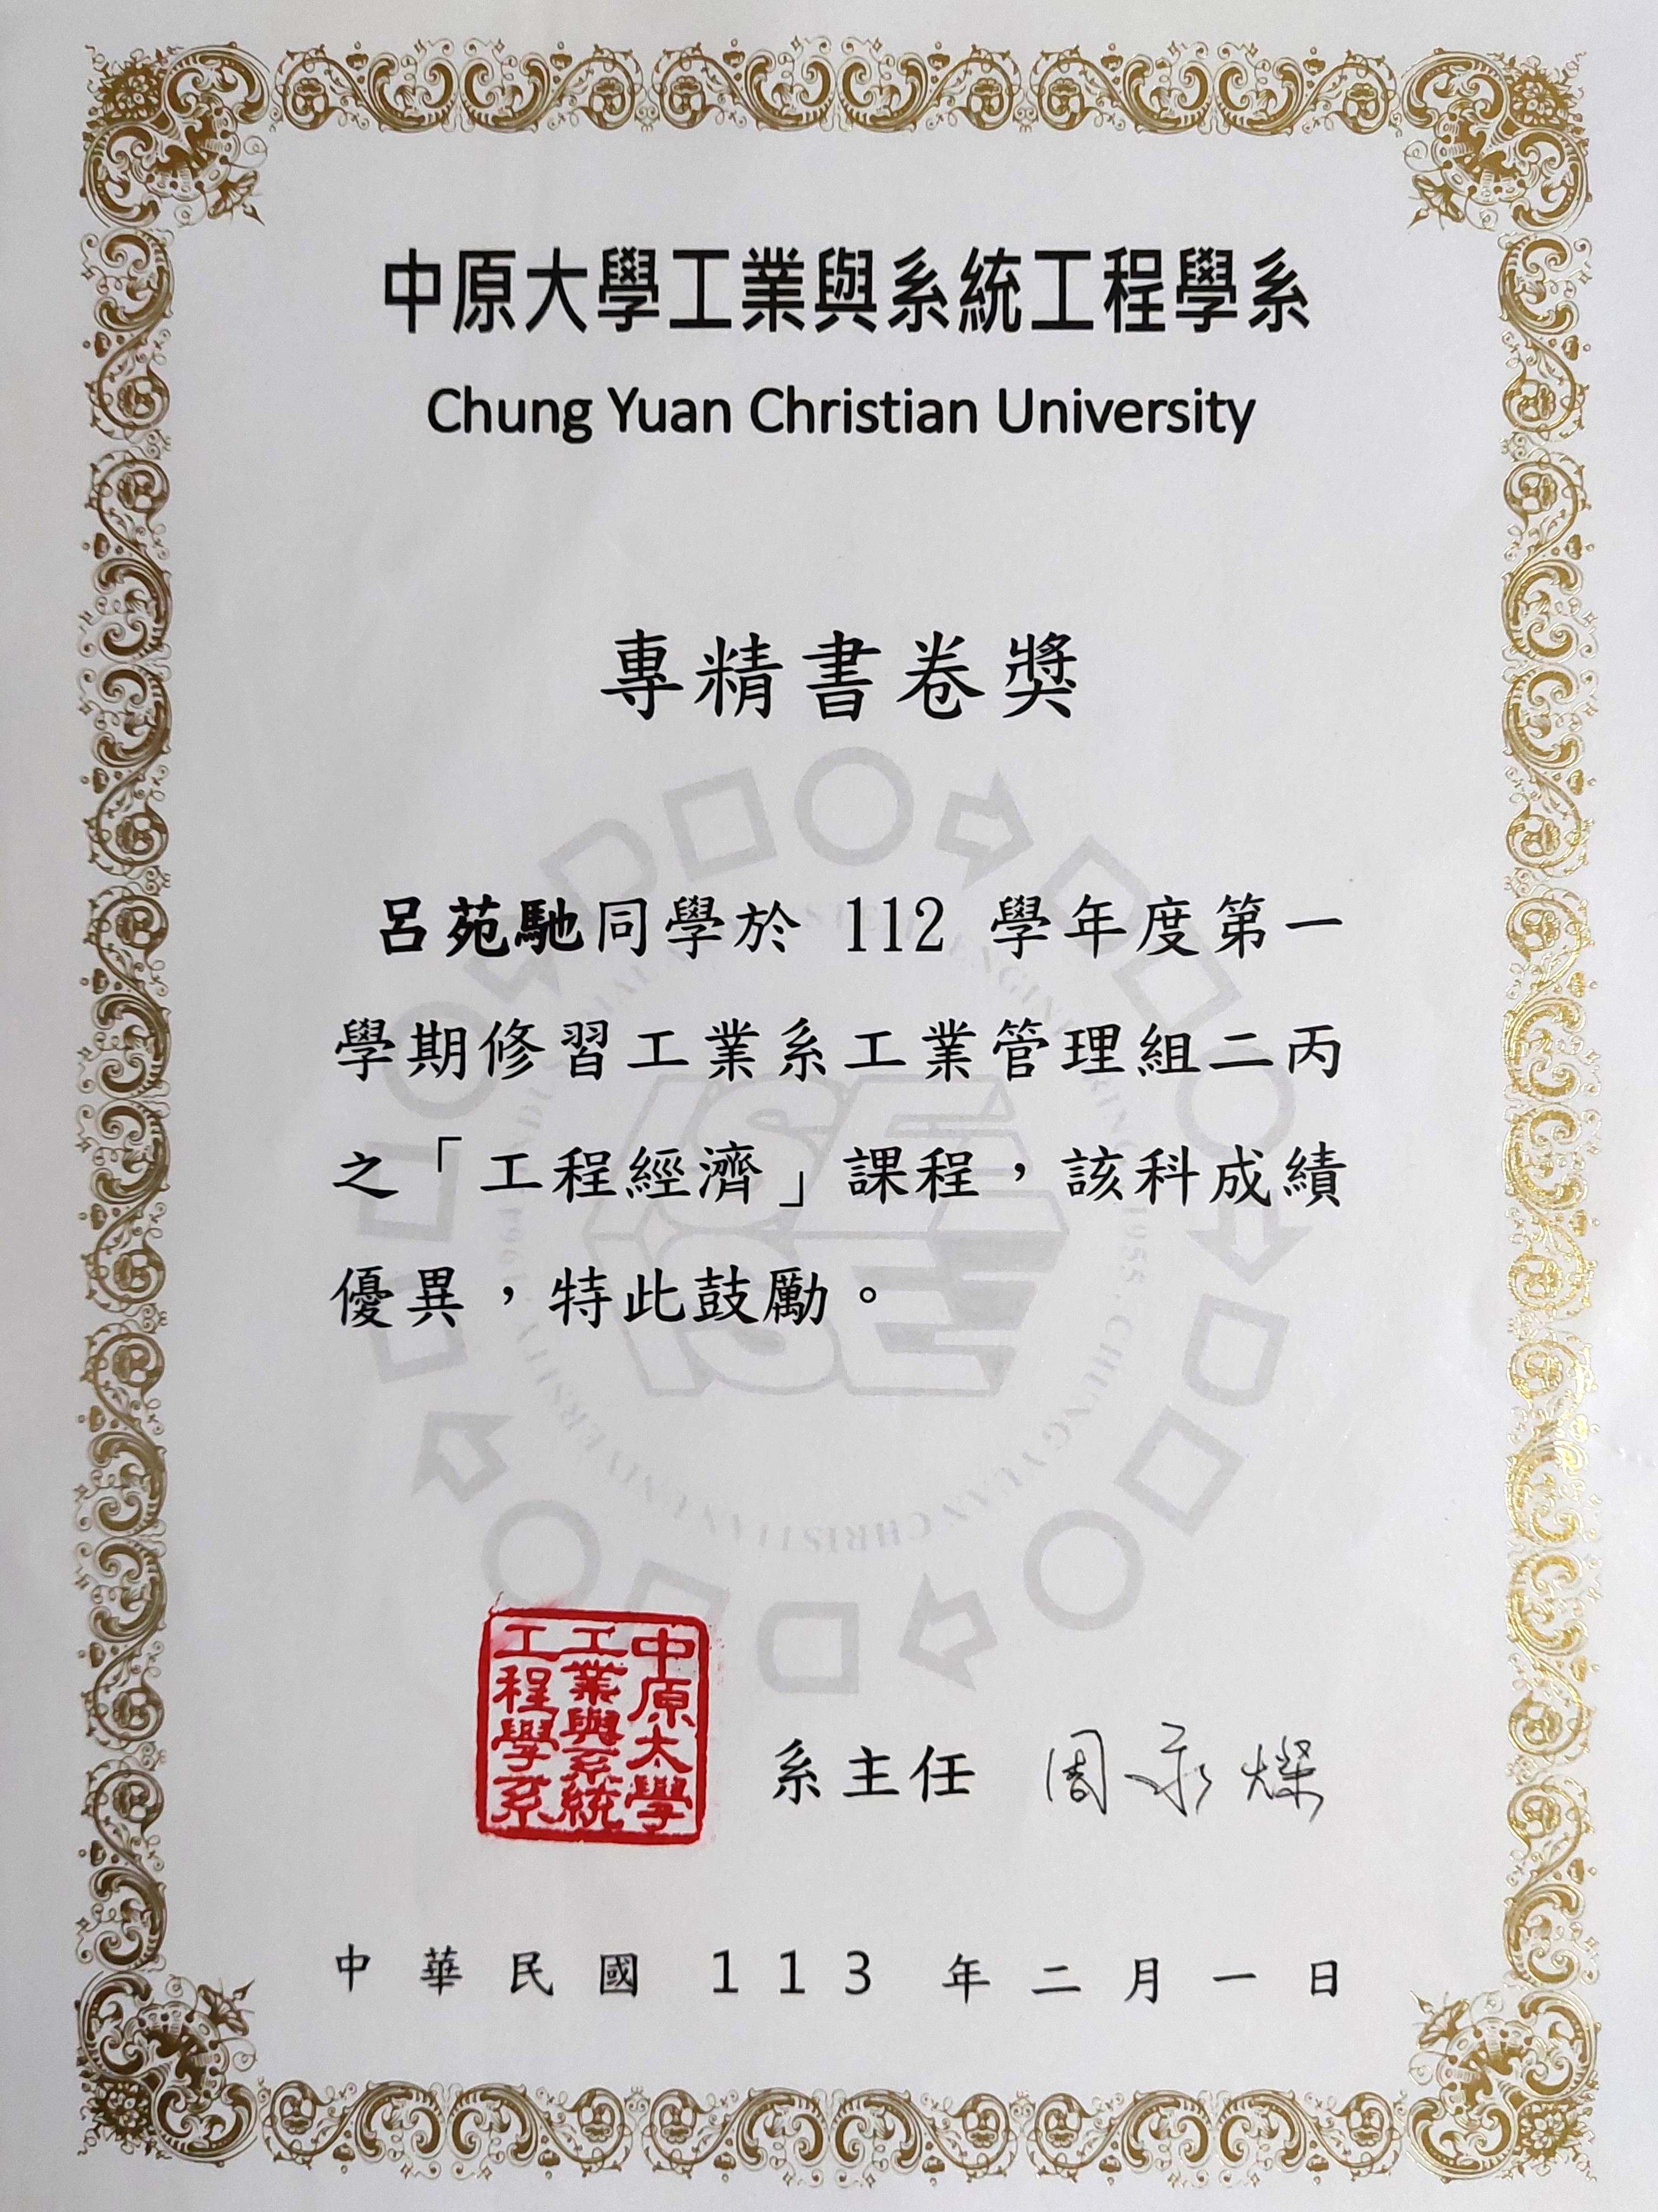 中原大學工業與系統工程學系
Chung Yuan Christian University
專精書卷獎
呂苑馳同學於 112 學年度第一
學期修習工業系工業管理組二丙
之「工程經濟」課程，該科成績
優異，特此鼓勵。
中原大學
工業與系統
工程學系
系主任 周永燦
中華民國 113 年二月一日